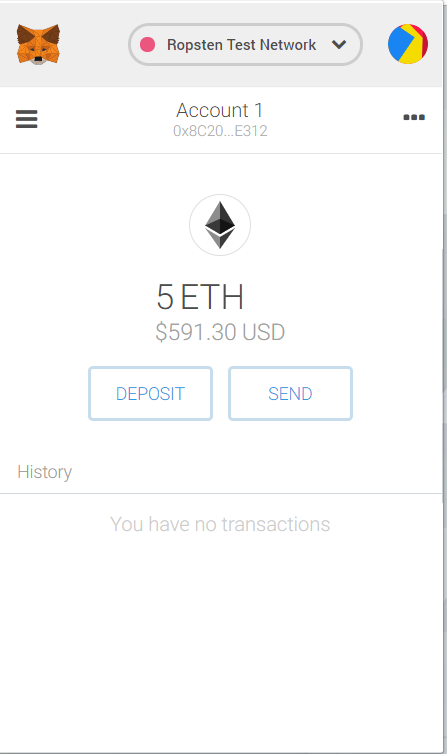 Ropsten Test Network
Account 1
0x8C20...E312
5 ETH
$591.30 USD
DEPOSIT SEND
History
You have no transactions